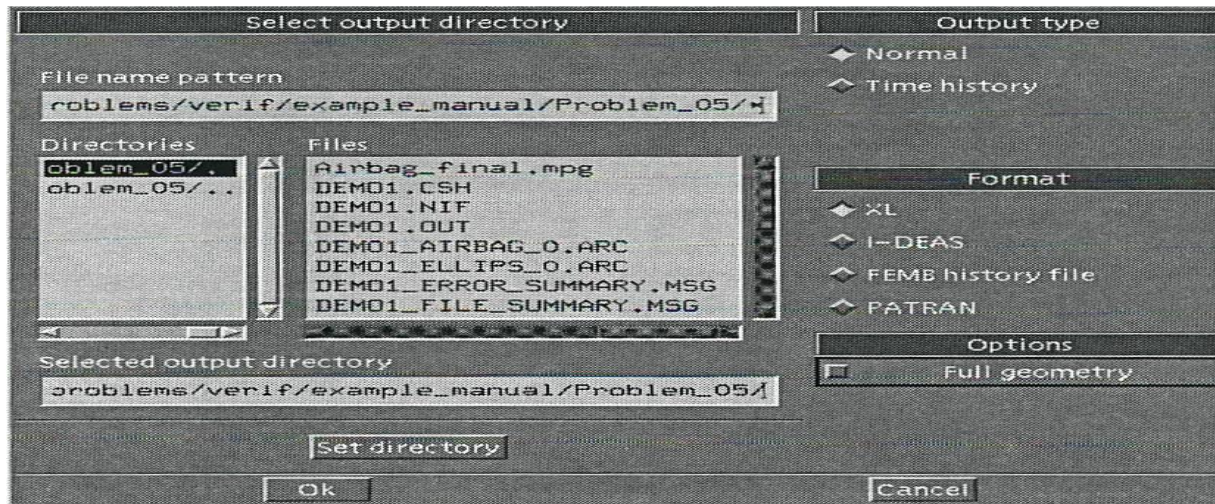 Select output directory
File name pattern
roblems/verif/example_manual/Problem_05/*
Directories
oblem_05/.
oblem_05/..
Files
Airbag_final.mpg
DEMO1.CSH
DEMO1.NIF
DEMO1.OUT
DEMO1_AIRBAG_0.ARC
DEMO1_ELLIPS_0.ARC
DEMO1_ERROR_SUMMARY.MSG
DEMO1_FILE_SUMMARY.MSG
Selected output directory
problems/verif/example_manual/Problem_05/
Set directory
Output type
Normal
Time history
Format
XL
I-DEAS
FEMB history file
PATRAN
Options
Full geometry
Ok
Cancel